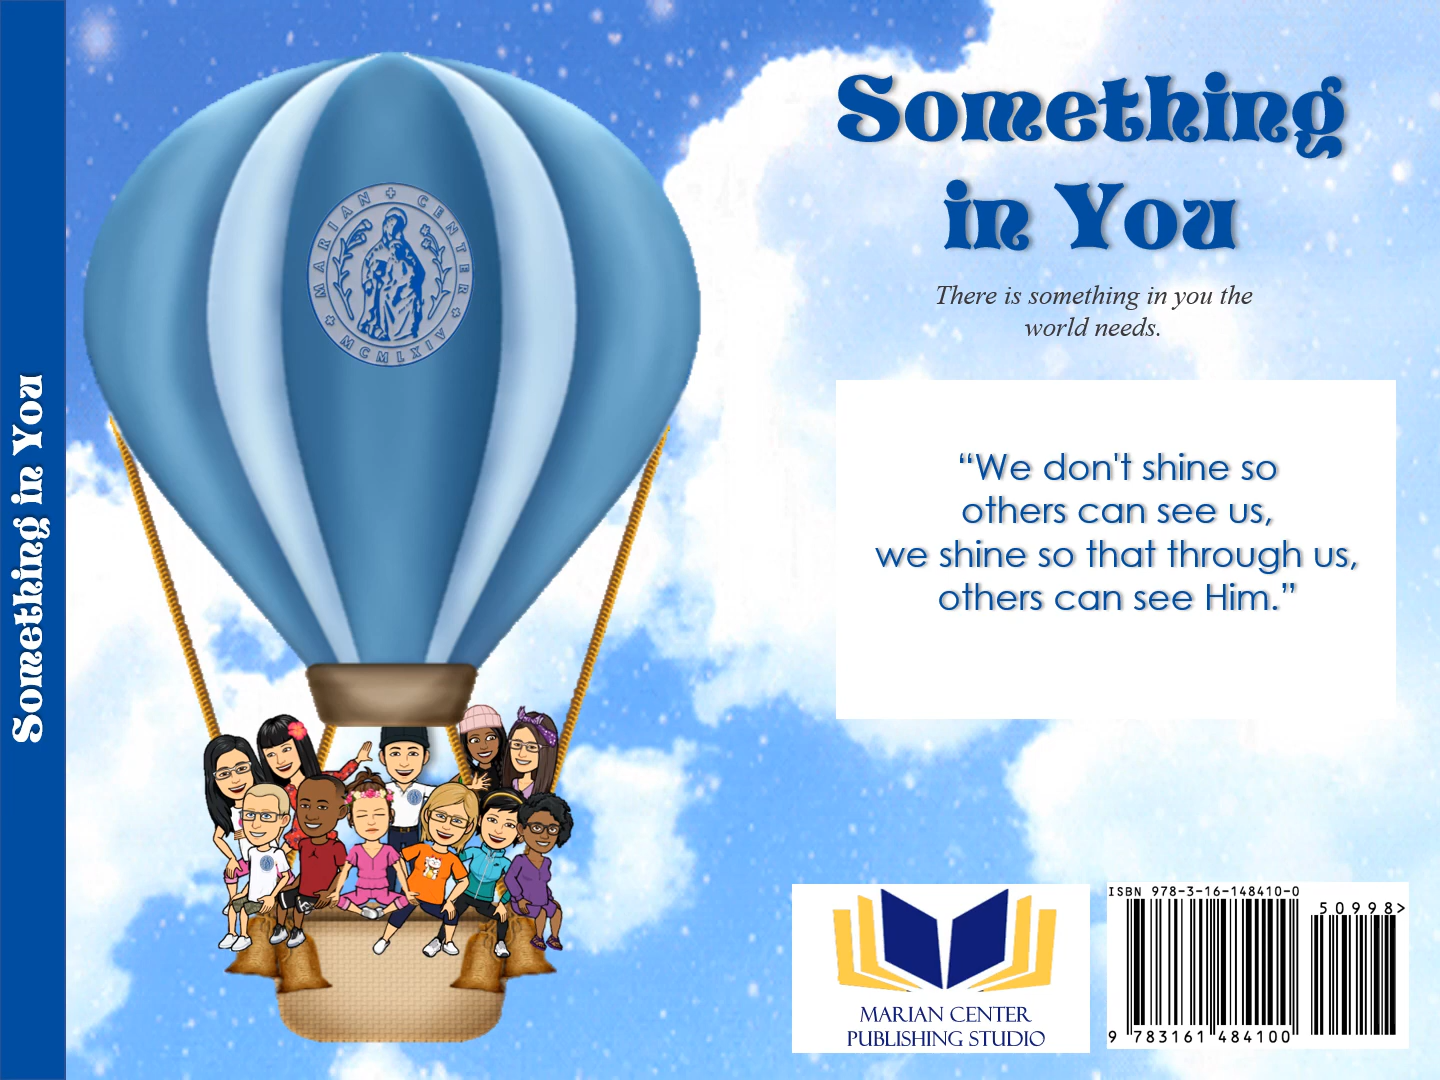 Something in You
MARIAN CENTER
MCMLXIV
Something
in You
There is something in you the
world needs.
“We don't shine so
others can see us,
we shine so that through us,
others can see Him.”
MARIAN CENTER
PUBLISHING STUDIO
ISBN 978-3-16-148410-0
50998>
9 783161 484100